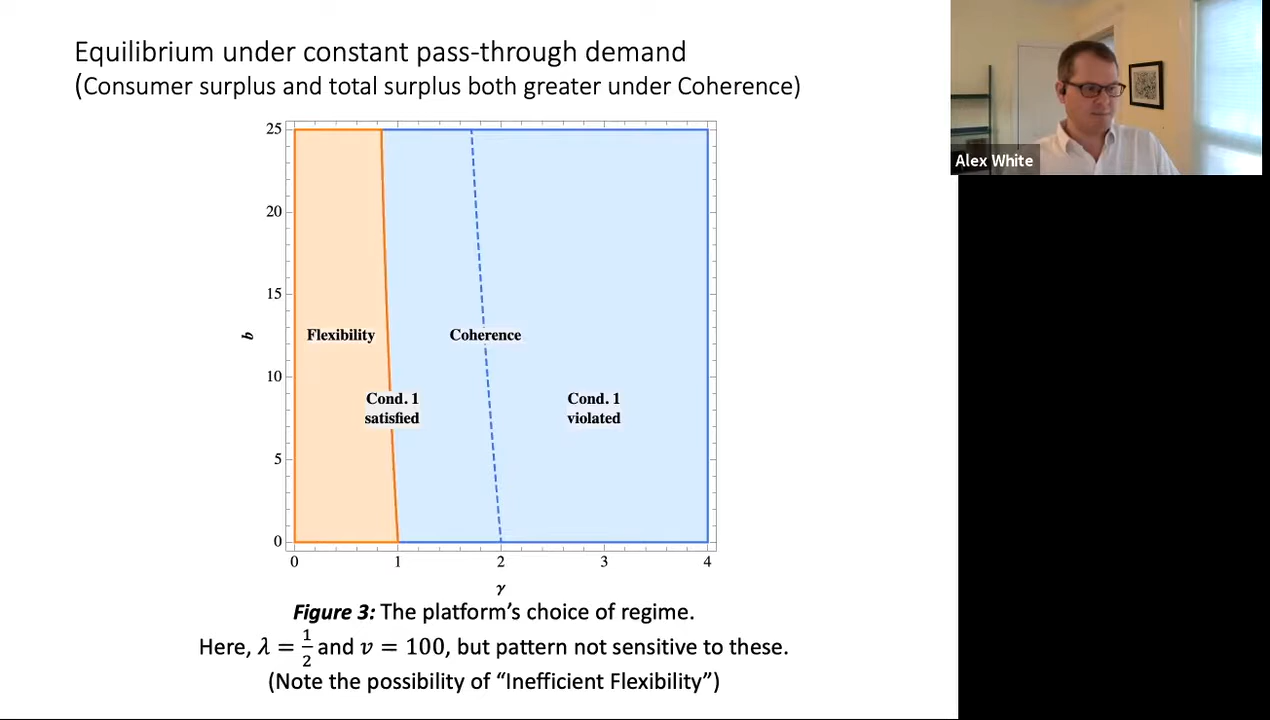 Equilibrium under constant pass-through demand
(Consumer surplus and total surplus both greater under Coherence)
Alex White
25
20
15
10
5
0
b
Flexibility
Coherence
Cond. 1
satisfied
Cond. 1
violated
0 1 2 3 4
γ
Figure 3: The platform’s choice of regime.
Here, λ = 1/2 and v = 100, but pattern not sensitive to these.
(Note the possibility of “Inefficient Flexibility”)